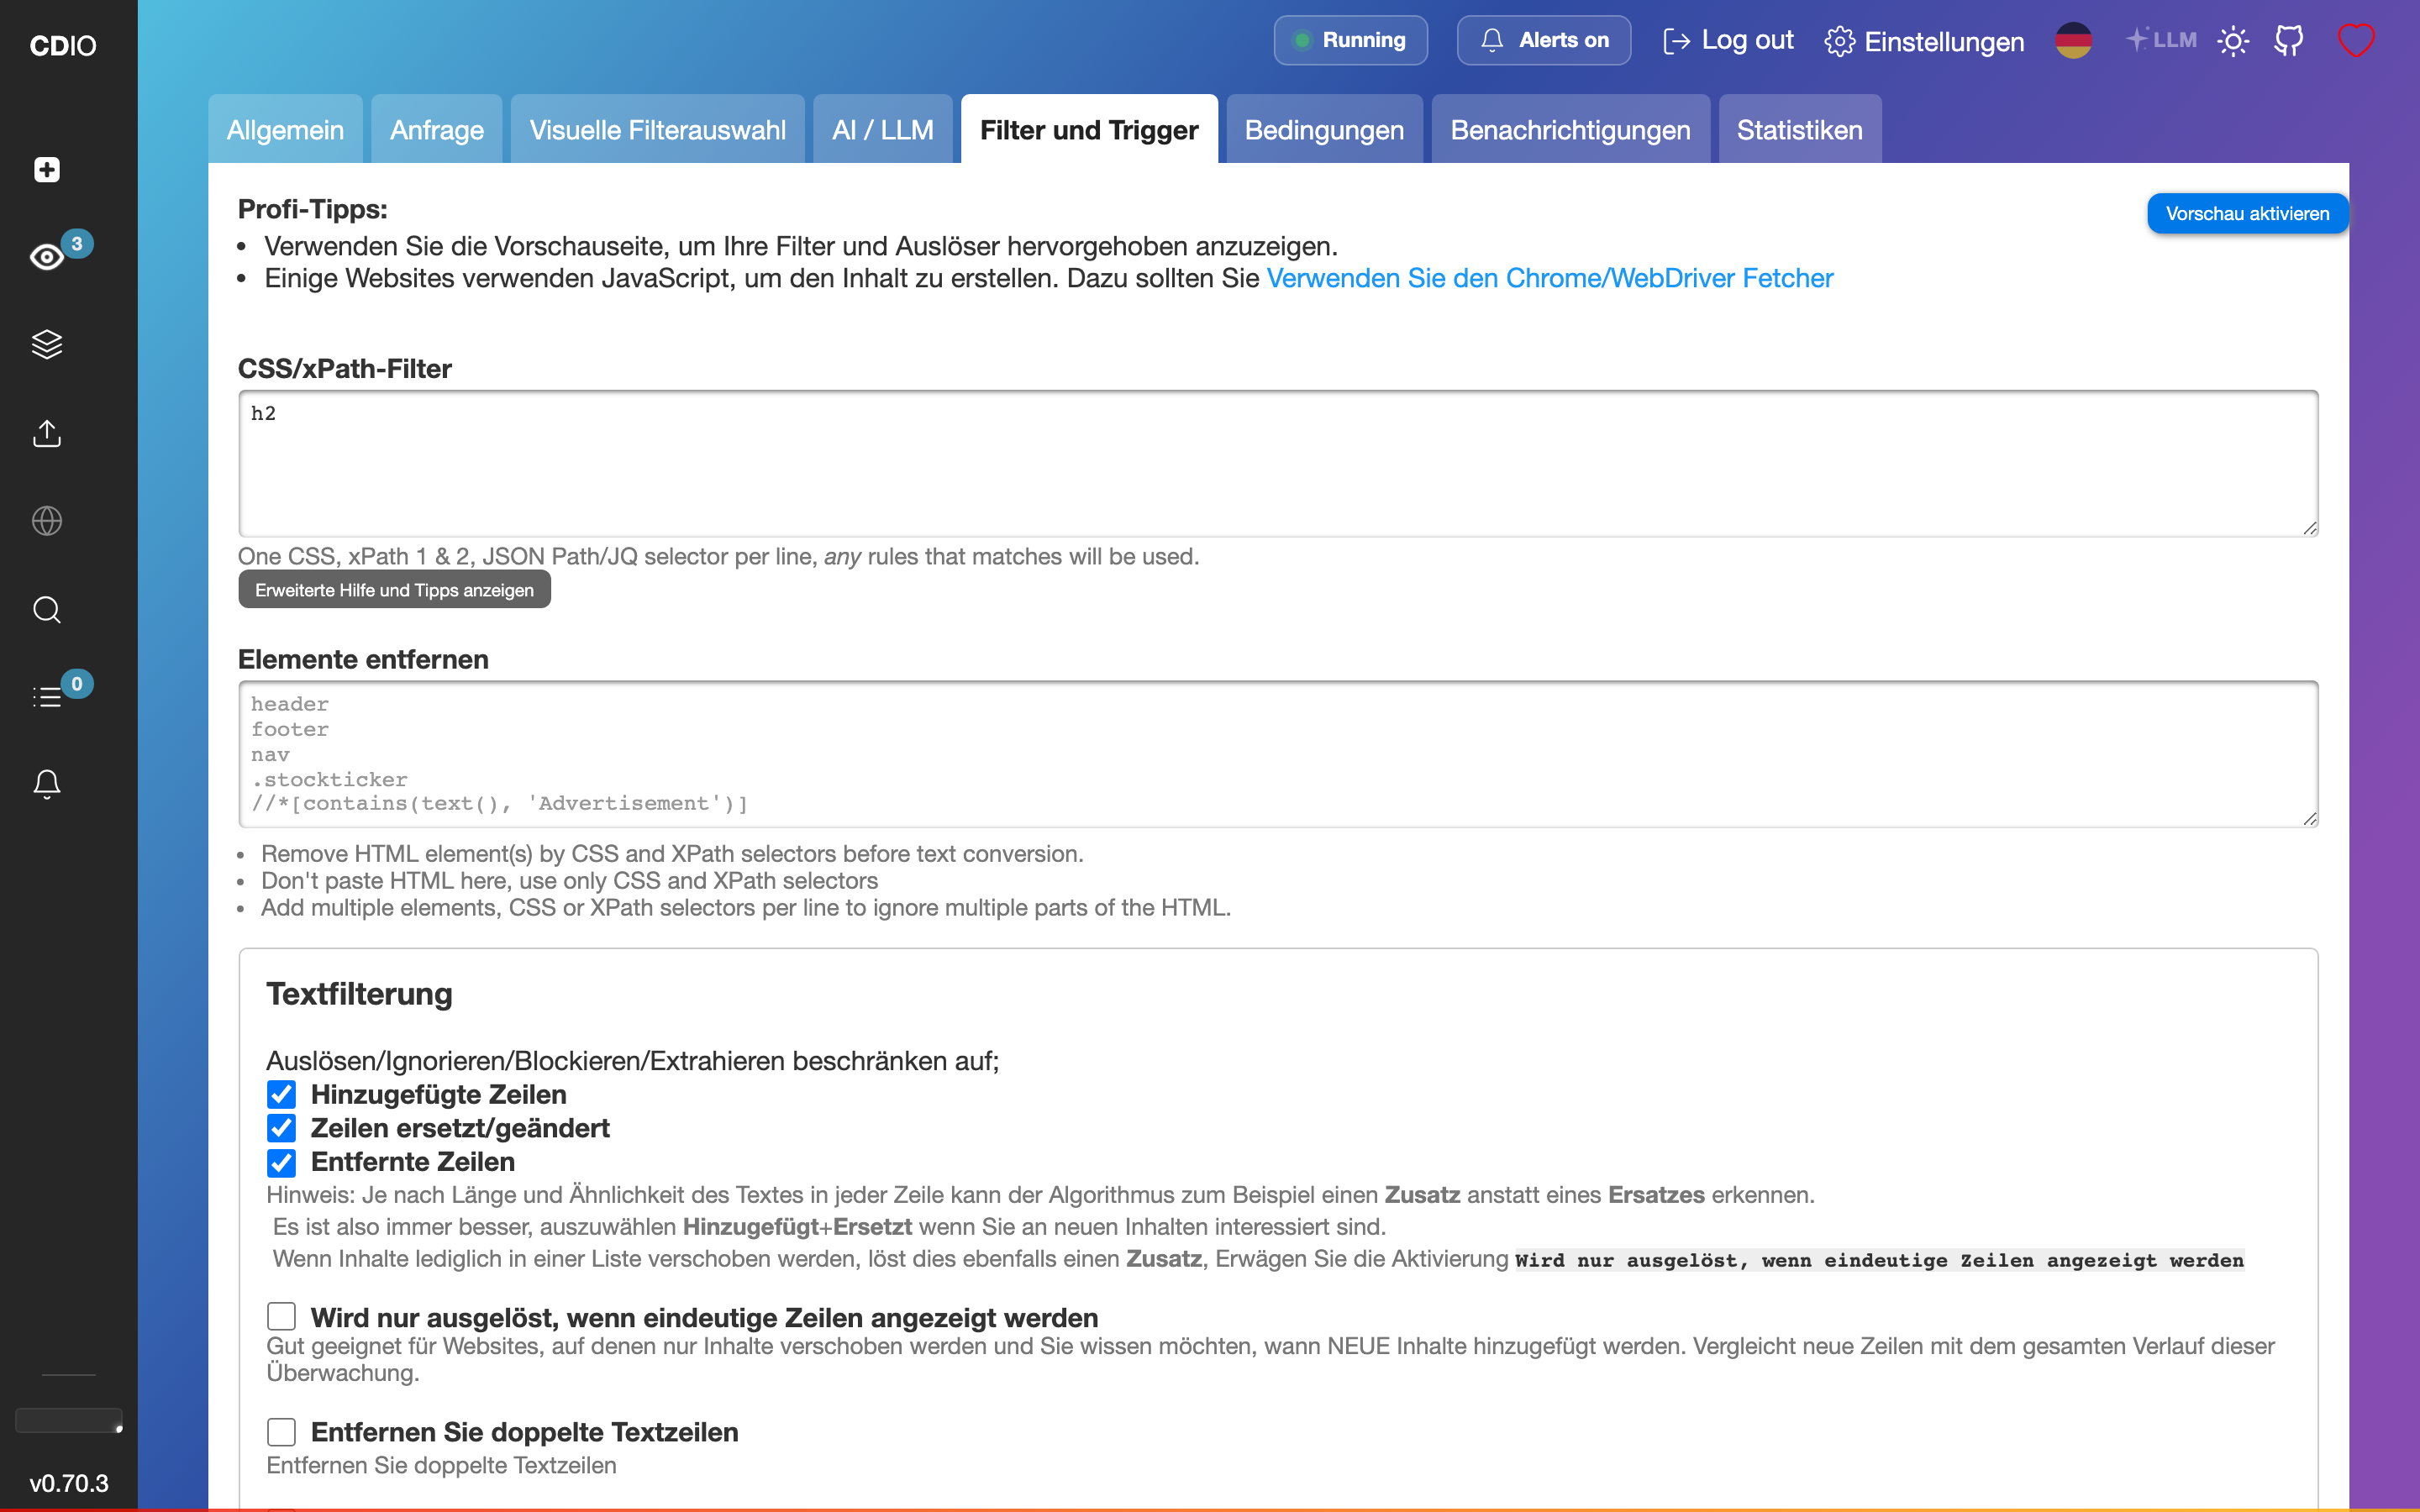 CDIO
Running
Alerts on
Log out
Einstellungen
LLM
Allgemein
Anfrage
Visuelle Filterauswahl
AI / LLM
Filter und Trigger
Bedingungen
Benachrichtigungen
Statistiken
3
0
v0.70.3
Profi-Tipps:
Vorschau aktivieren
• Verwenden Sie die Vorschauseite, um Ihre Filter und Auslöser hervorgehoben anzuzeigen.
• Einige Websites verwenden JavaScript, um den Inhalt zu erstellen. Dazu sollten Sie Verwenden Sie den Chrome/WebDriver Fetcher
CSS/xPath-Filter
h2
One CSS, xPath 1 & 2, JSON Path/JQ selector per line, any rules that matches will be used.
Erweiterte Hilfe und Tipps anzeigen
Elemente entfernen
header
footer
nav
.stockticker
//*[contains(text(), 'Advertisement')]
• Remove HTML element(s) by CSS and XPath selectors before text conversion.
• Don't paste HTML here, use only CSS and XPath selectors
• Add multiple elements, CSS or XPath selectors per line to ignore multiple parts of the HTML.
Textfilterung
Auslösen/Ignorieren/Blockieren/Extrahieren beschränken auf;
Hinzugefügte Zeilen
Zeilen ersetzt/geändert
Entfernte Zeilen
Hinweis: Je nach Länge und Ähnlichkeit des Textes in jeder Zeile kann der Algorithmus zum Beispiel einen Zusatz anstatt eines Ersatzes erkennen.
Es ist also immer besser, auszuwählen Hinzugefügt+Ersetzt wenn Sie an neuen Inhalten interessiert sind.
Wenn Inhalte lediglich in einer Liste verschoben werden, löst dies ebenfalls einen Zusatz, Erwägen Sie die Aktivierung Wird nur ausgelöst, wenn eindeutige Zeilen angezeigt werden
Wird nur ausgelöst, wenn eindeutige Zeilen angezeigt werden
Gut geeignet für Websites, auf denen nur Inhalte verschoben werden und Sie wissen möchten, wann NEUE Inhalte hinzugefügt werden. Vergleicht neue Zeilen mit dem gesamten Verlauf dieser
Überwachung.
Entfernen Sie doppelte Textzeilen
Entfernen Sie doppelte Textzeilen